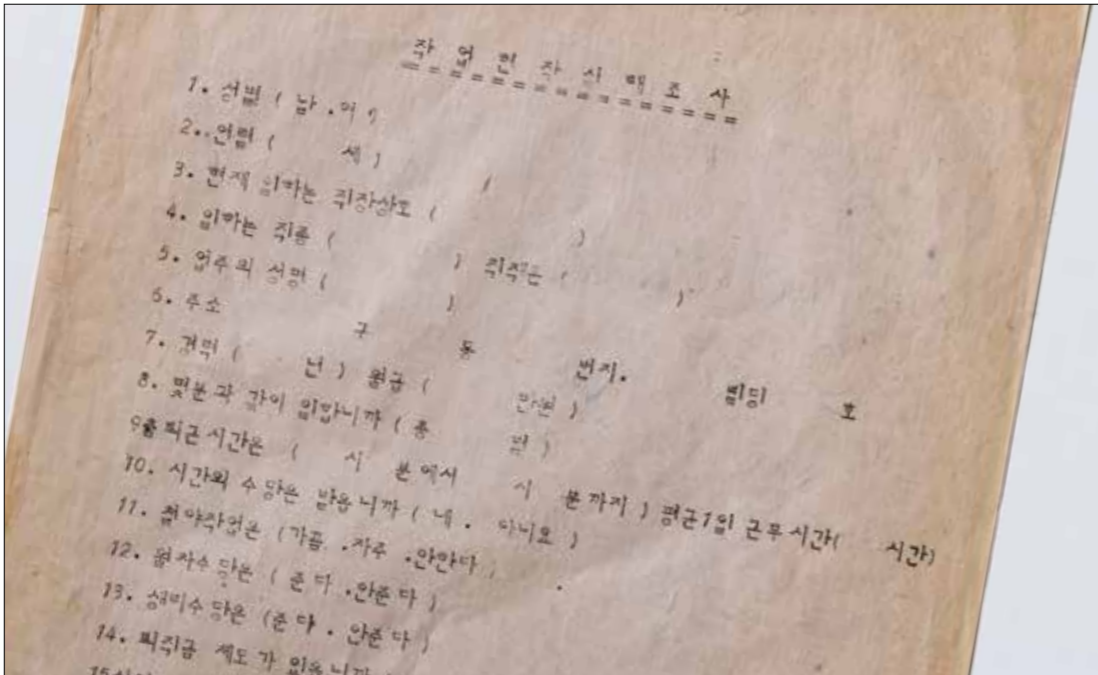 작 업 현 장 실 태 조 사
1. 성별 ( 남 . 여 )
2. 연령 ( 세 )
3. 현재 일하는 직장상호 ( )
4. 일하는 직종 ( ) 직책은 ( )
5. 업주의 성명 ( )
6. 주소 구 동 번지. 빌딩 호
7. 경력 ( 년 ) 월급 ( 만원 )
8. 몇분과 같이 일합니까 ( 총 명 )
9 출퇴근시간은 ( 시 분에서 시 분까지 ) 평균1일 근무시간( 시간)
10. 시간외 수당은 받읍니까 ( 네 . 아니요 )
11. 철야작업은 (가끔 .자주 .안한다 )
12. 월차수당은 ( 준다 .안준다 )
13. 생리수당은 (준다 . 안준다 )
14. 퇴직금 제도가 있읍니까